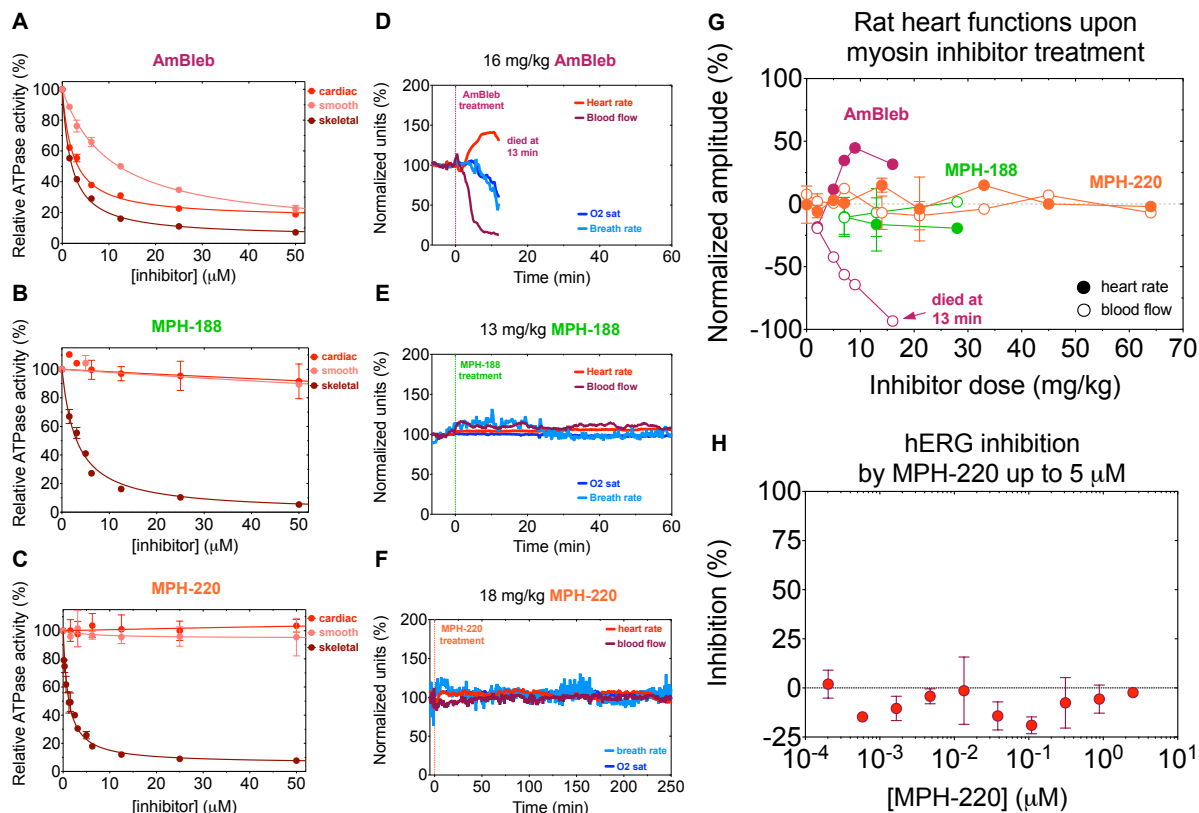 A
AmBleb
Relative ATPase activity (%)
100
80
60
40
20
0
0 10 20 30 40 50
[inhibitor] (μM)
cardiac
smooth
skeletal
B
MPH-188
Relative ATPase activity (%)
100
80
60
40
20
0
0 10 20 30 40 50
[inhibitor] (μM)
cardiac
smooth
skeletal
C
MPH-220
Relative ATPase activity (%)
100
80
60
40
20
0
0 10 20 30 40 50
[inhibitor] (μM)
cardiac
smooth
skeletal
D
16 mg/kg AmBleb
Normalized units (%)
200
150
100
50
0
0 20 40 60
Time (min)
AmBleb
treatment
Heart rate
Blood flow
died at
13 min
O2 sat
Breath rate
E
13 mg/kg MPH-188
Normalized units (%)
200
150
100
50
0
0 20 40 60
Time (min)
MPH-188
treatment
Heart rate
Blood flow
O2 sat
Breath rate
F
18 mg/kg MPH-220
Normalized units (%)
200
150
100
50
0
0 50 100 150 200 250
Time (min)
MPH-220
treatment
heart rate
blood flow
breath rate
O2 sat
G
Rat heart functions upon
myosin inhibitor treatment
Normalized amplitude (%)
100
50
0
-50
-100
0 10 20 30 40 50 60 70
Inhibitor dose (mg/kg)
AmBleb
MPH-188
MPH-220
died at
13 min
heart rate
blood flow
H
hERG inhibition
by MPH-220 up to 5 μM
Inhibition (%)
100
75
50
25
0
-25
10⁻⁴ 10⁻³ 10⁻² 10⁻¹ 10⁰ 10¹
[MPH-220] (μM)